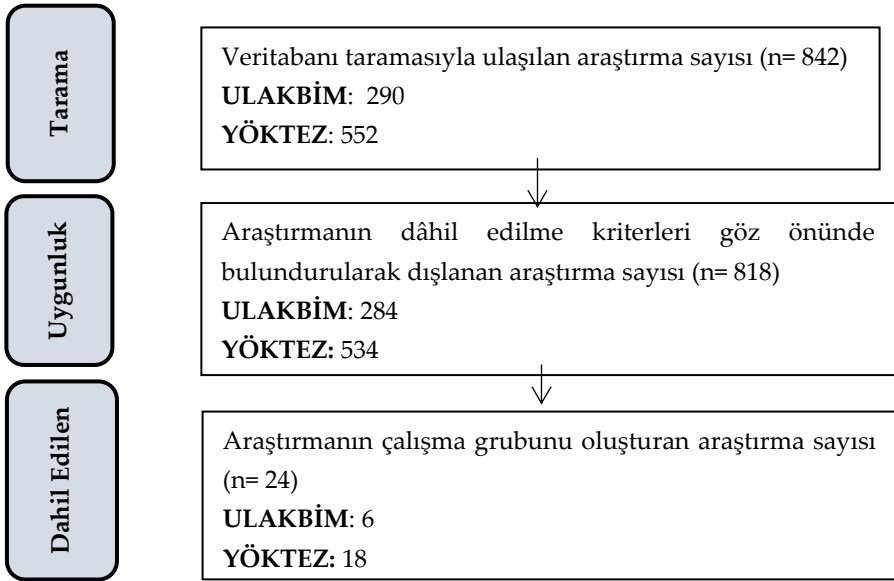 Tarama
Veritabanı taramasıyla ulaşılan araştırma sayısı (n= 842)
ULAKBİM: 290
YÖKTEZ: 552
Uygunluk
Araştırmanın dâhil edilme kriterleri göz önünde
bulundurularak dışlanan araştırma sayısı (n= 818)
ULAKBİM: 284
YÖKTEZ: 534
Dahil Edilen
Araştırmanın çalışma grubunu oluşturan araştırma sayısı
(n= 24)
ULAKBİM: 6
YÖKTEZ: 18